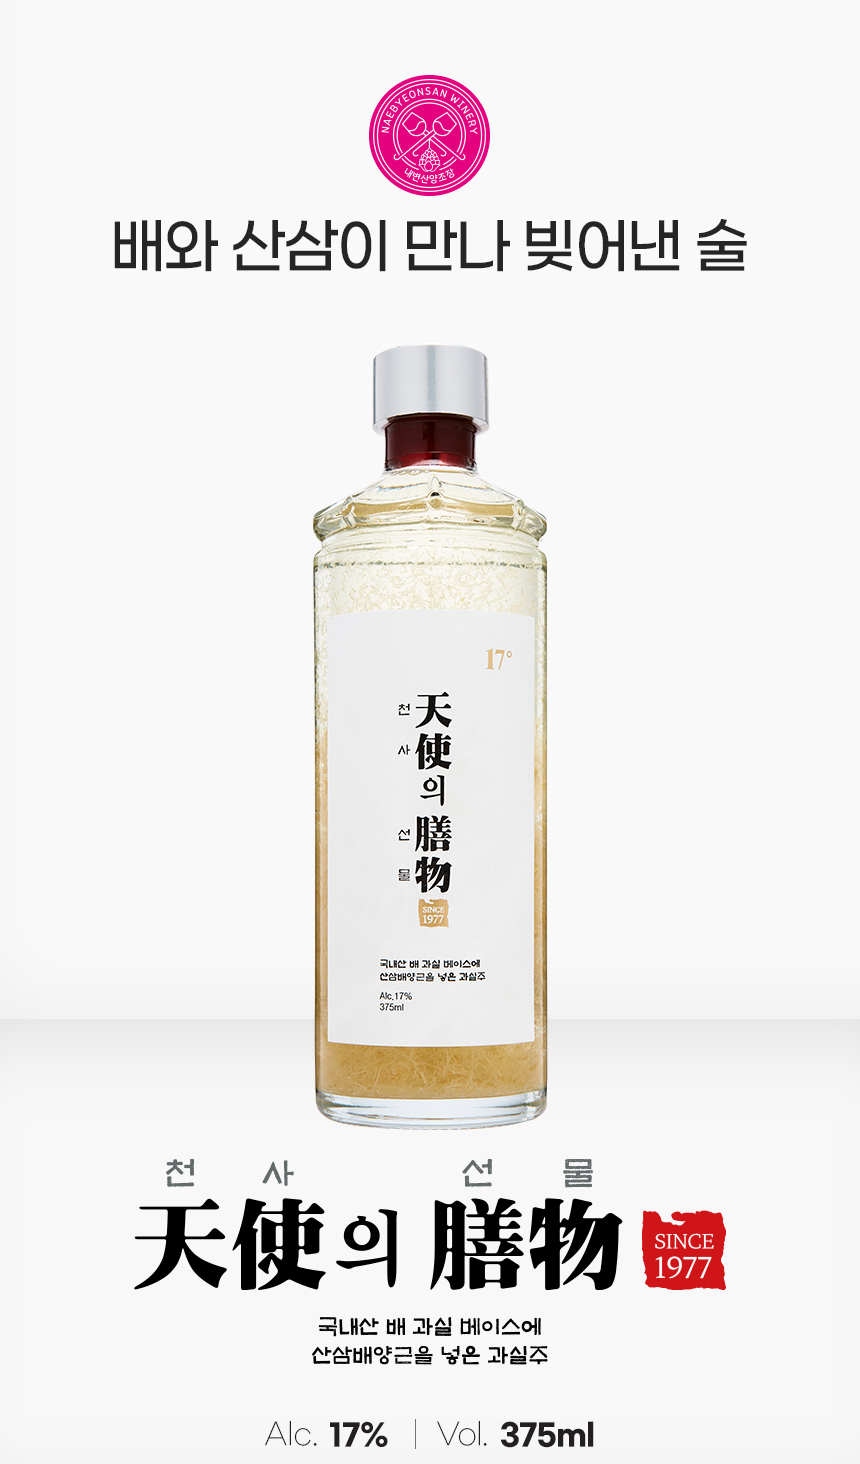 NAEBYEONSAN WINERY
내변산양조장
배와 산삼이 만나 빚어낸 술
17°
천사 선물
天使의 膳物
SINCE
1977
국내산 배 과실 베이스에
산삼배양근을 넣은 과실주
Alc.17%
375ml
천 사 선 물
天使의 膳物
SINCE
1977
국내산 배 과실 베이스에
산삼배양근을 넣은 과실주
Alc. 17% | Vol. 375ml